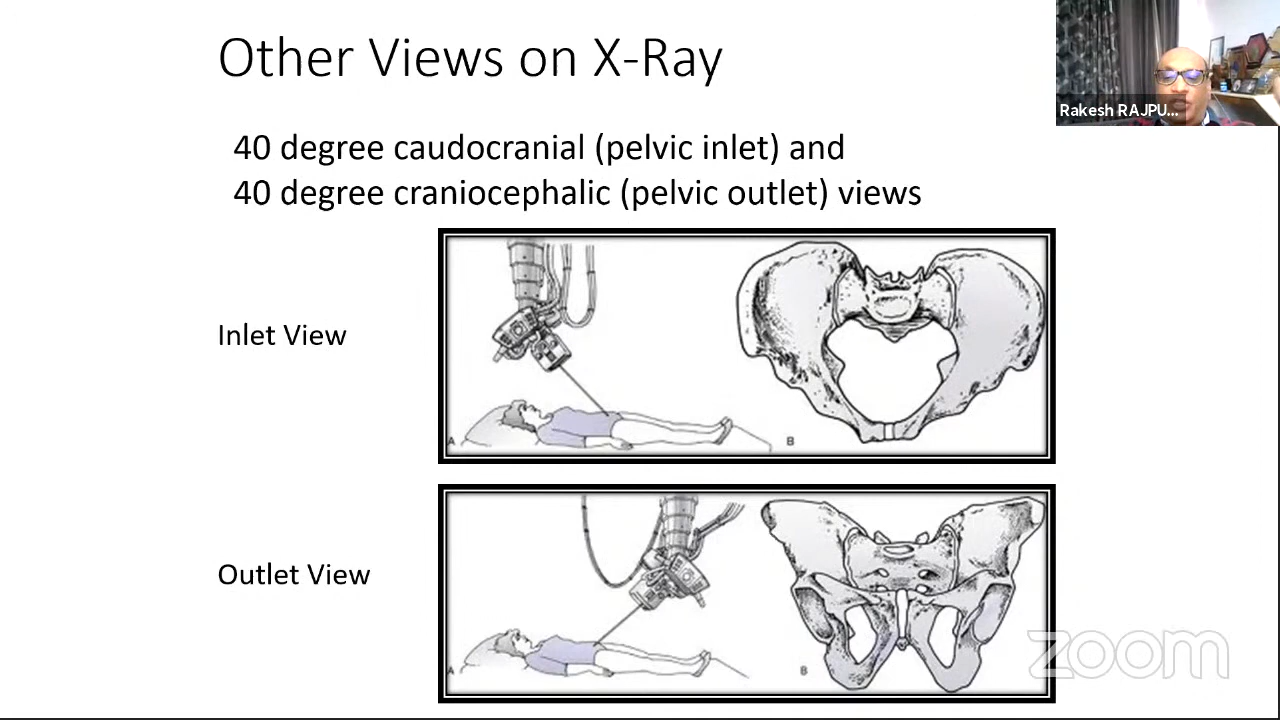 Other Views on X-Ray
Rakesh RAJPU...
40 degree caudocranial (pelvic inlet) and
40 degree craniocephalic (pelvic outlet) views
Inlet View
A
B
Outlet View
A
B
zoom